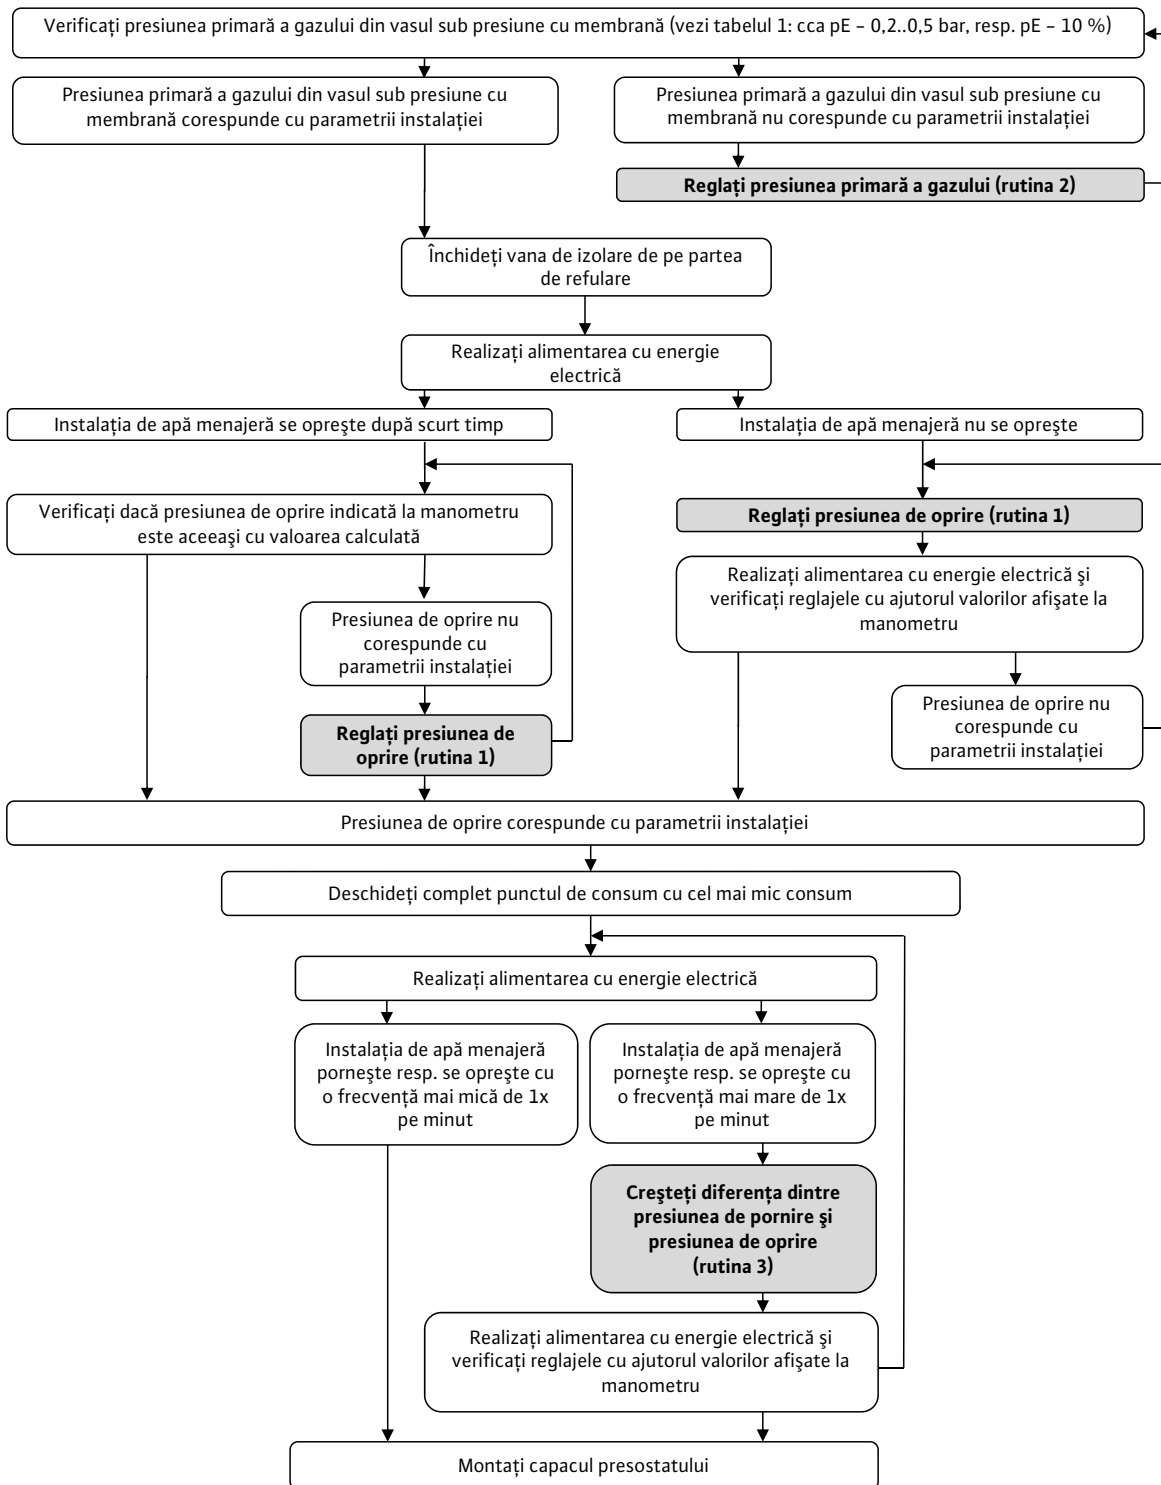 Verificați presiunea primară a gazului din vasul sub presiune cu membrană (vezi tabelul 1: cca pE – 0,2..0,5 bar, resp. pE – 10 %)
Presiunea primară a gazului din vasul sub presiune cu
membrană corespunde cu parametrii instalației
Presiunea primară a gazului din vasul sub presiune cu
membrană nu corespunde cu parametrii instalației
Reglați presiunea primară a gazului (rutina 2)
Închideți vana de izolare de pe partea
de refulare
Realizați alimentarea cu energie
electrică
Instalația de apă menajeră se oprește după scurt timp
Instalația de apă menajeră nu se oprește
Verificați dacă presiunea de oprire indicată la manometru
este aceeași cu valoarea calculată
Reglați presiunea de oprire (rutina 1)
Realizați alimentarea cu energie electrică și
verificați reglajele cu ajutorul valorilor afișate la
manometru
Presiunea de oprire nu
corespunde cu
parametrii instalației
Presiunea de oprire nu
corespunde cu
parametrii instalației
Reglați presiunea de
oprire (rutina 1)
Presiunea de oprire corespunde cu parametrii instalației
Deschideți complet punctul de consum cu cel mai mic consum
Realizați alimentarea cu energie electrică
Instalația de apă menajeră
pornește resp. se oprește cu
o frecvență mai mică de 1x
pe minut
Instalația de apă menajeră
pornește resp. se oprește cu
o frecvență mai mare de 1x
pe minut
Creșteți diferența dintre
presiunea de pornire și
presiunea de oprire
(rutina 3)
Realizați alimentarea cu energie electrică și
verificați reglajele cu ajutorul valorilor afișate la
manometru
Montați capacul presostatului